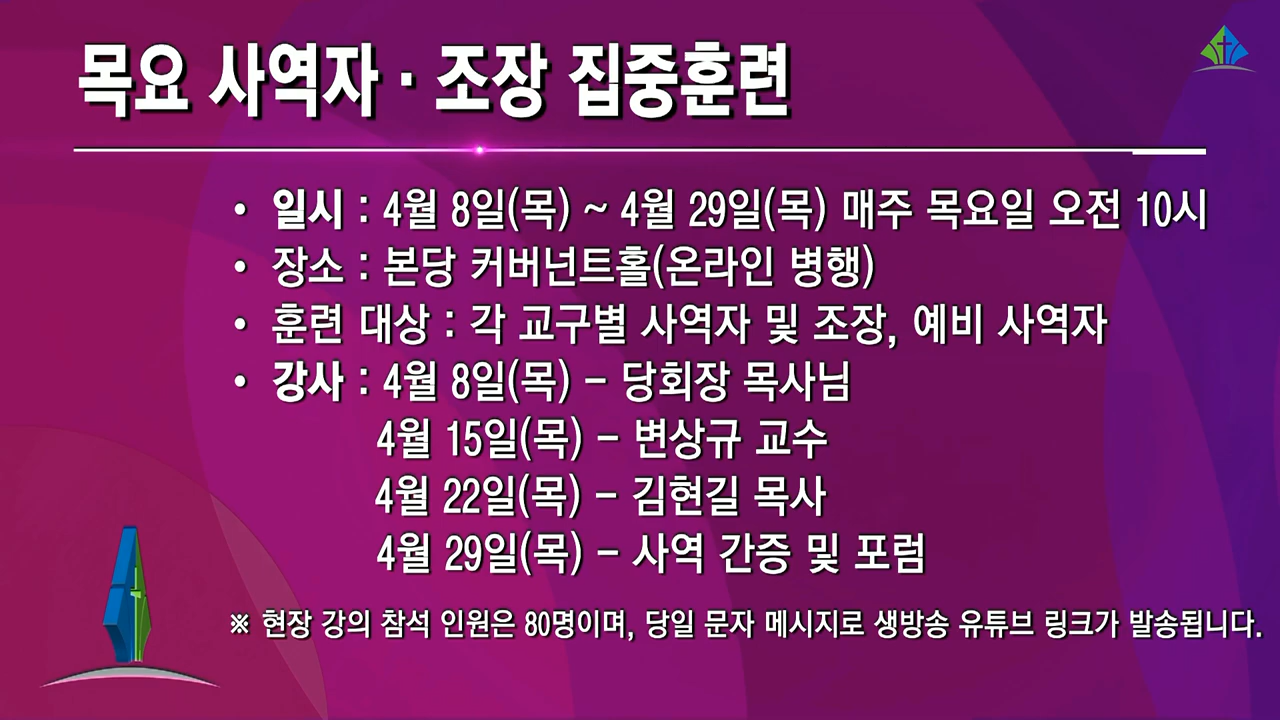 목요 사역자 · 조장 집중훈련
• 일시 : 4월 8일(목) ~ 4월 29일(목) 매주 목요일 오전 10시
• 장소 : 본당 커버넌트홀(온라인 병행)
• 훈련 대상 : 각 교구별 사역자 및 조장, 예비 사역자
• 강사 : 4월 8일(목) - 당회장 목사님
4월 15일(목) - 변상규 교수
4월 22일(목) - 김현길 목사
4월 29일(목) - 사역 간증 및 포럼
※ 현장 강의 참석 인원은 80명이며, 당일 문자 메시지로 생방송 유튜브 링크가 발송됩니다.